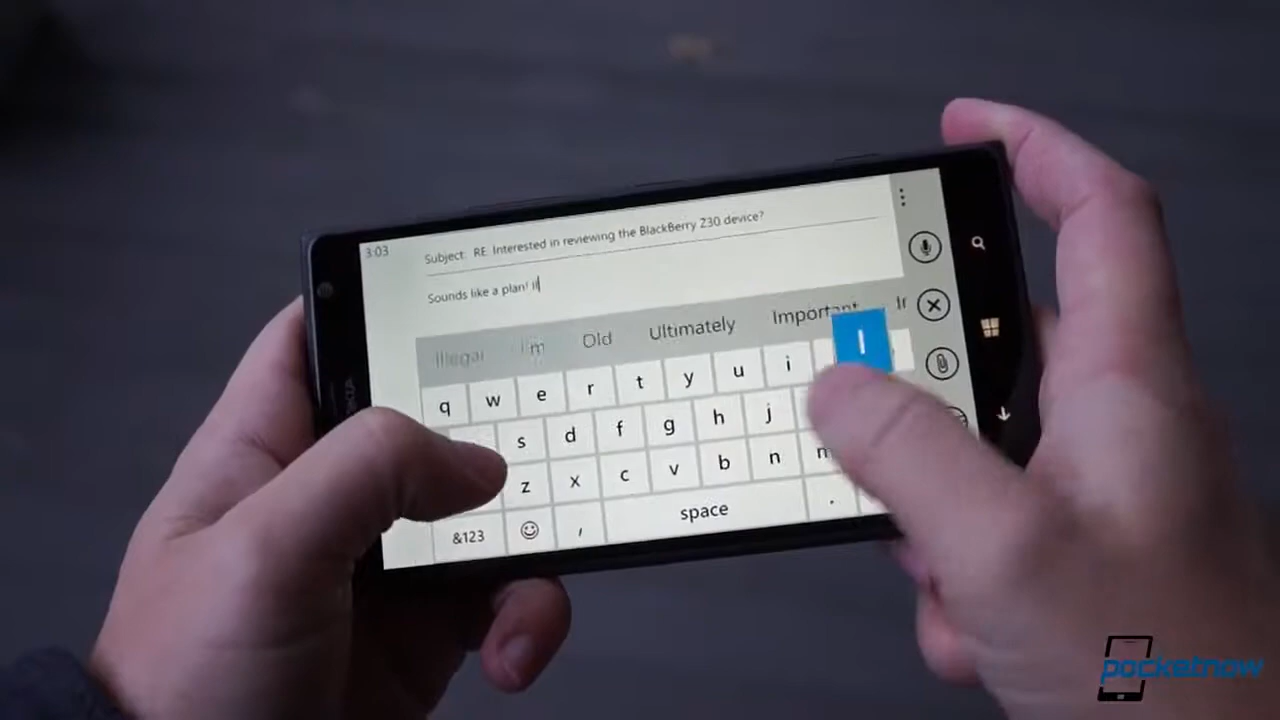 3:03
Subject: RE: Interested in reviewing the BlackBerry Z30 device?
Sounds like a plan! Il
Illegal I'm Old Ultimately Important
l
q w e r t y u i
s d f g h j
z x c v b n m
&123 , space .
NOKIA
pocketnow